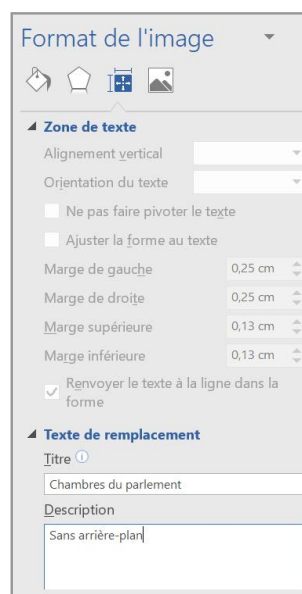 Format de l'image
Zone de texte
Alignement vertical
Orientation du texte
Ne pas faire pivoter le texte
Ajuster la forme au texte
Marge de gauche 0,25 cm
Marge de droite 0,25 cm
Marge supérieure 0,13 cm
Marge inférieure 0,13 cm
Renvoyer le texte à la ligne dans la
forme
Texte de remplacement
Titre
Chambres du parlement
Description
Sans arrière-plan